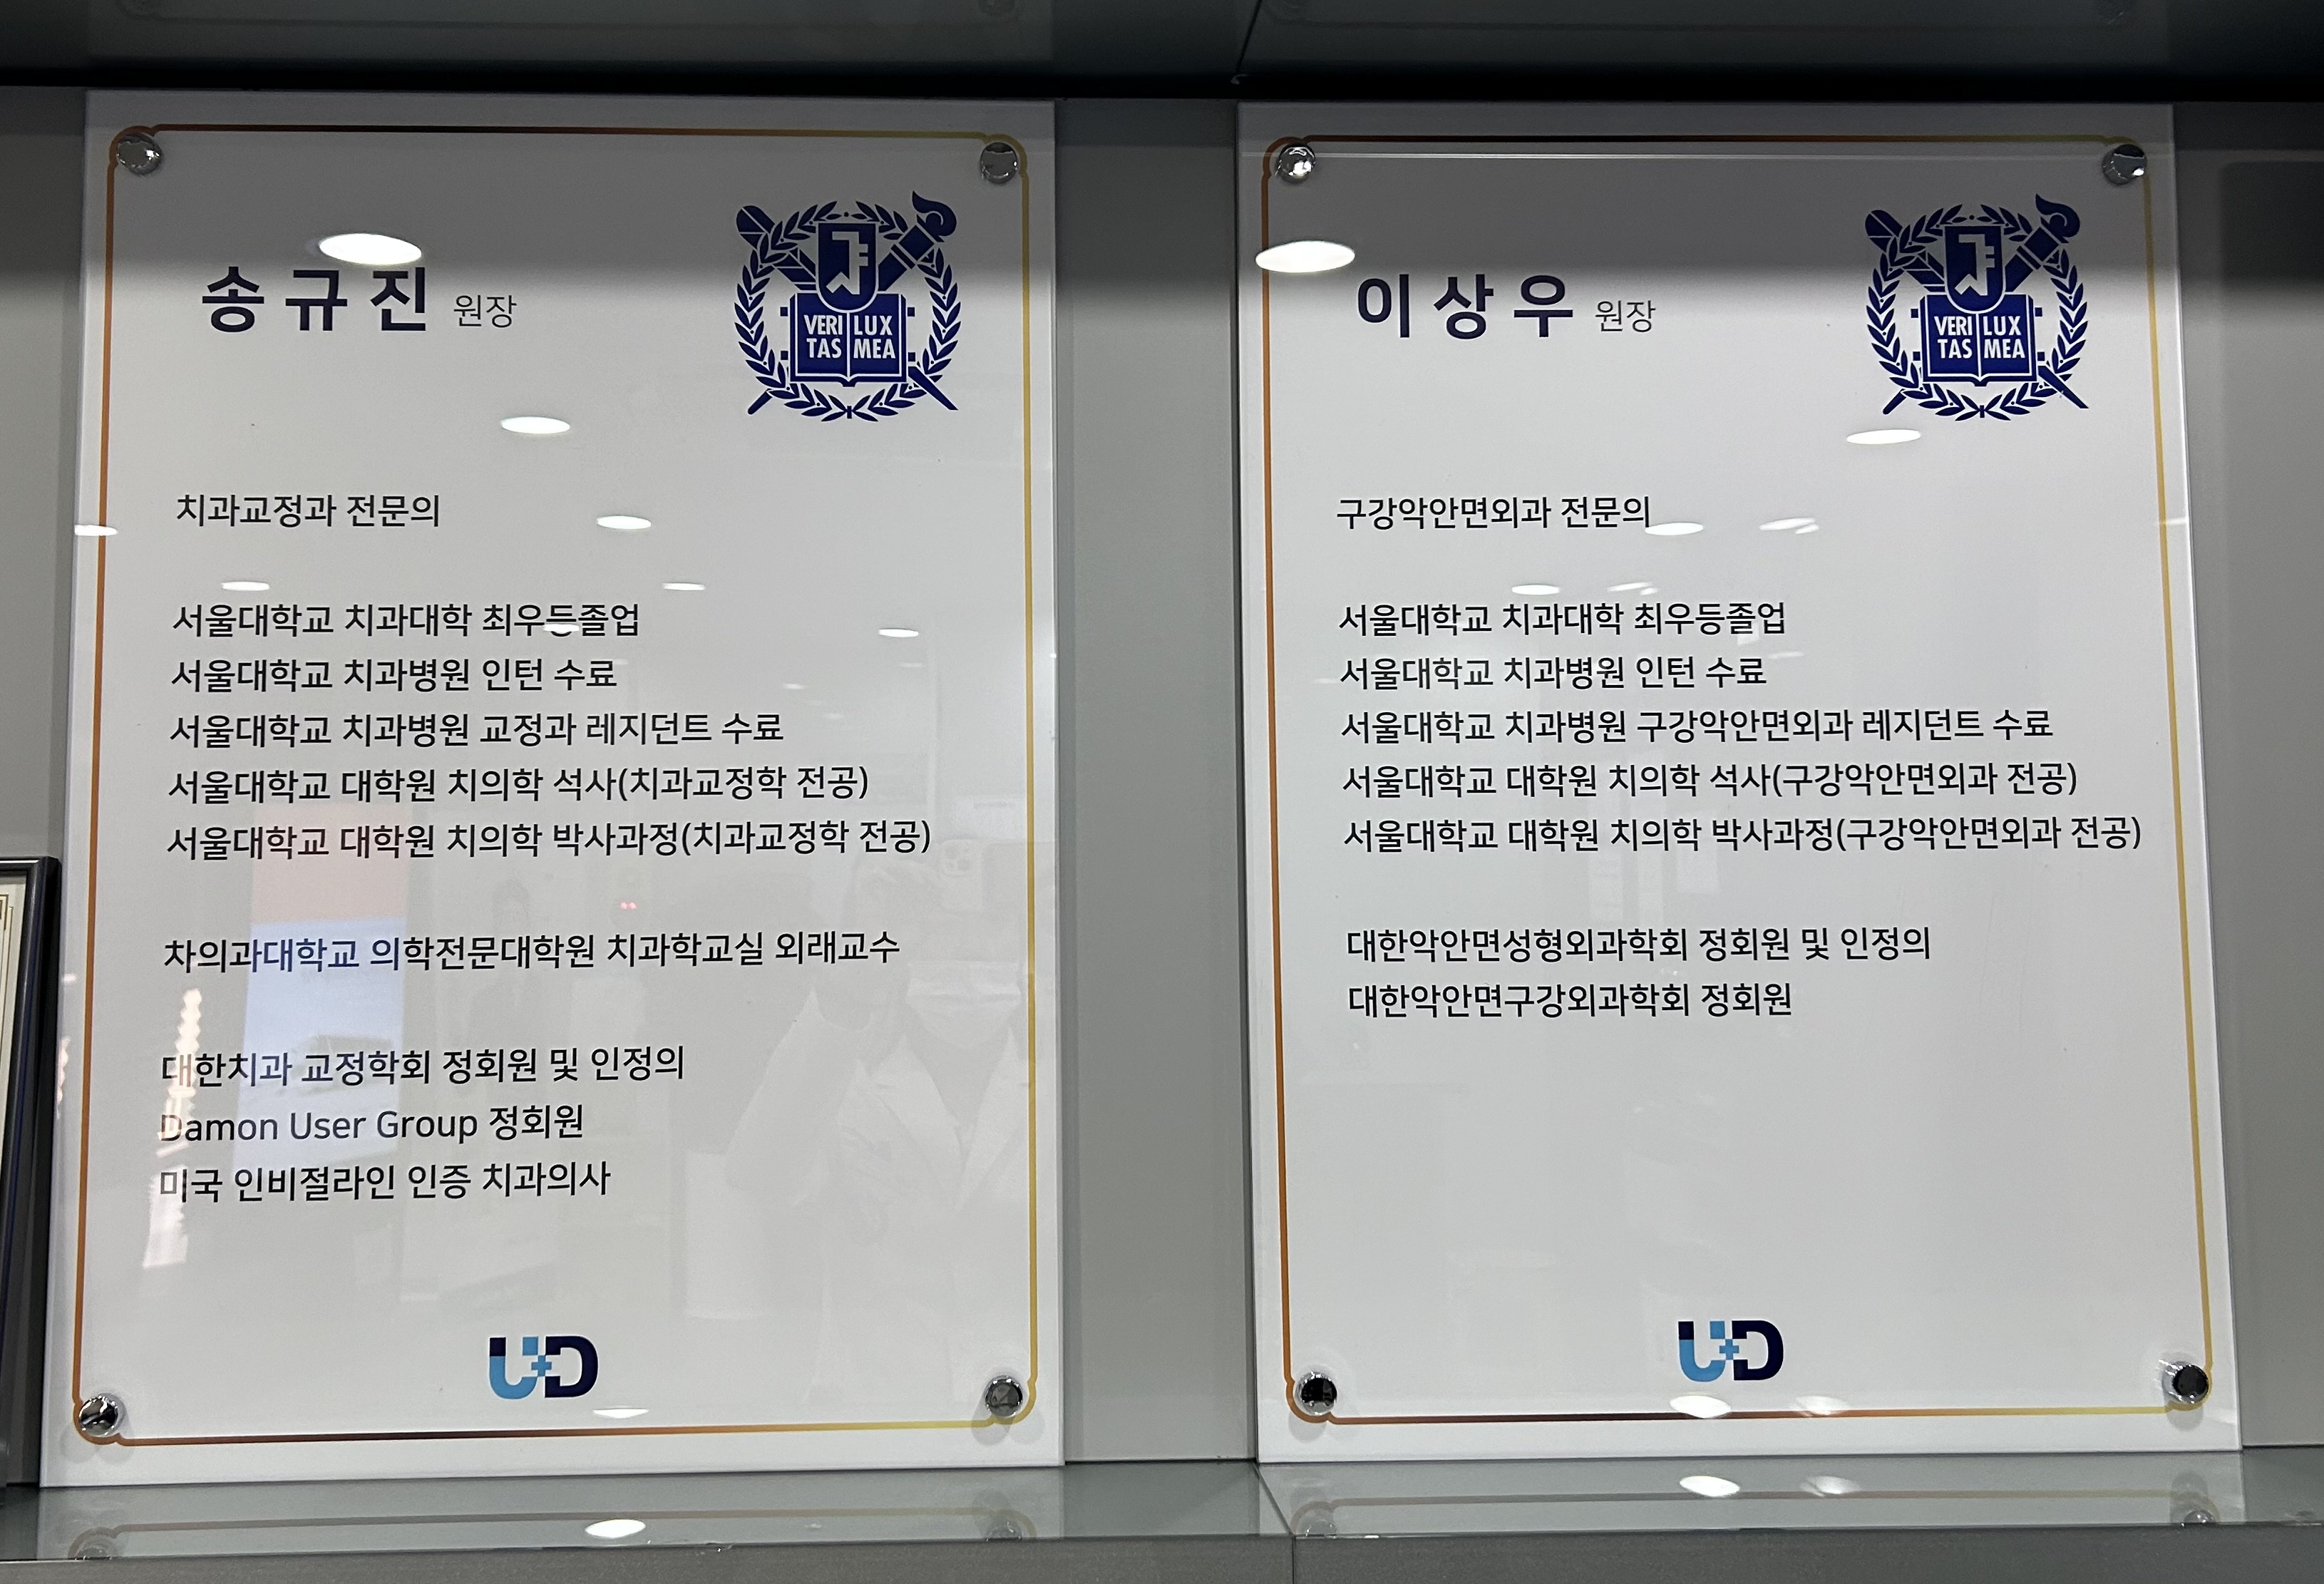 송규진 원장
VERI LUX
TAS MEA
치과교정과 전문의
서울대학교 치과대학 최우등졸업
서울대학교 치과병원 인턴 수료
서울대학교 치과병원 교정과 레지던트 수료
서울대학교 대학원 치의학 석사(치과교정학 전공)
서울대학교 대학원 치의학 박사과정(치과교정학 전공)
차의과대학교 의학전문대학원 치과학교실 외래교수
대한치과 교정학회 정회원 및 인정의
Damon User Group 정회원
미국 인비절라인 인증 치과의사
U+D
이상우 원장
VERI LUX
TAS MEA
구강악안면외과 전문의
서울대학교 치과대학 최우등졸업
서울대학교 치과병원 인턴 수료
서울대학교 치과병원 구강악안면외과 레지던트 수료
서울대학교 대학원 치의학 석사(구강악안면외과 전공)
서울대학교 대학원 치의학 박사과정(구강악안면외과 전공)
대한악안면성형외과학회 정회원 및 인정의
대한악안면구강외과학회 정회원
U+D